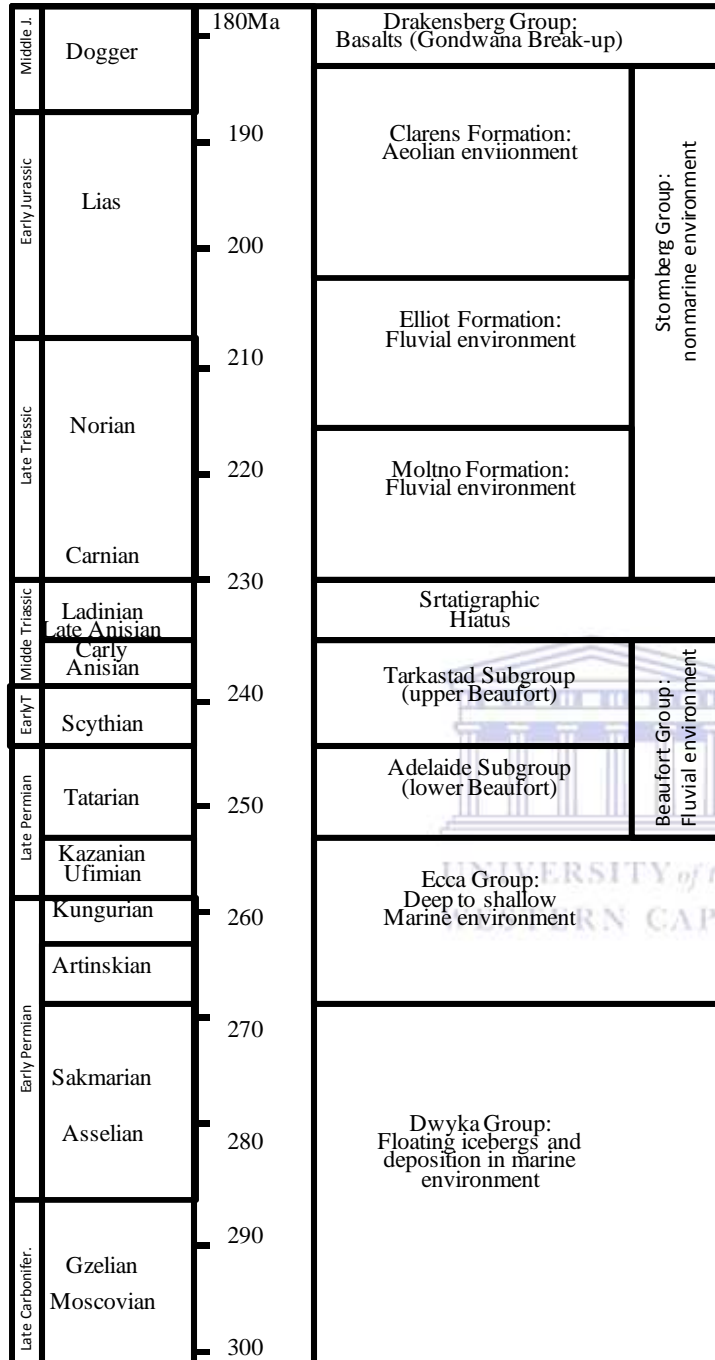 Middle J.
Dogger
180Ma
Drakensberg Group:
Basalts (Gondwana Break-up)
Early Jurassic
Lias
190
200
Clarens Formation:
Aeolian enviionment
Stormberg Group:
nonmarine environment
Elliot Formation:
Fluvial environment
Late Triassic
Norian
Carnian
210
220
230
Moltno Formation:
Fluvial environment
Midde Triassic
Ladinian
Late Anisian
Carly
Anisian
Srtatigraphic
Hiatus
EarlyT
Scythian
240
Tarkastad Subgroup
(upper Beaufort)
Beaufort Group:
Fluvial environment
Late Permian
Tatarian
250
Adelaide Subgroup
(lower Beaufort)
Kazanian
Ufimian
Ecca Group:
Deep to shallow
Marine environment
UNIVERSITY of
WESTERN CAP
Early Permian
Kungurian
260
Artinskian
270
Sakmarian
Asselian
280
Dwyka Group:
Floating icebergs and
deposition in marine
environment
Late Carbonifer.
Gzelian
Moscovian
290
300